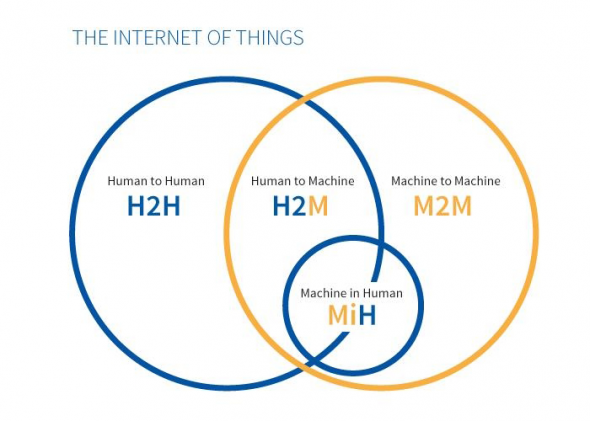 THE INTERNET OF THINGS
Human to Human
H2H
Human to Machine
H2M
Machine to Machine
M2M
Machine in Human
MiH